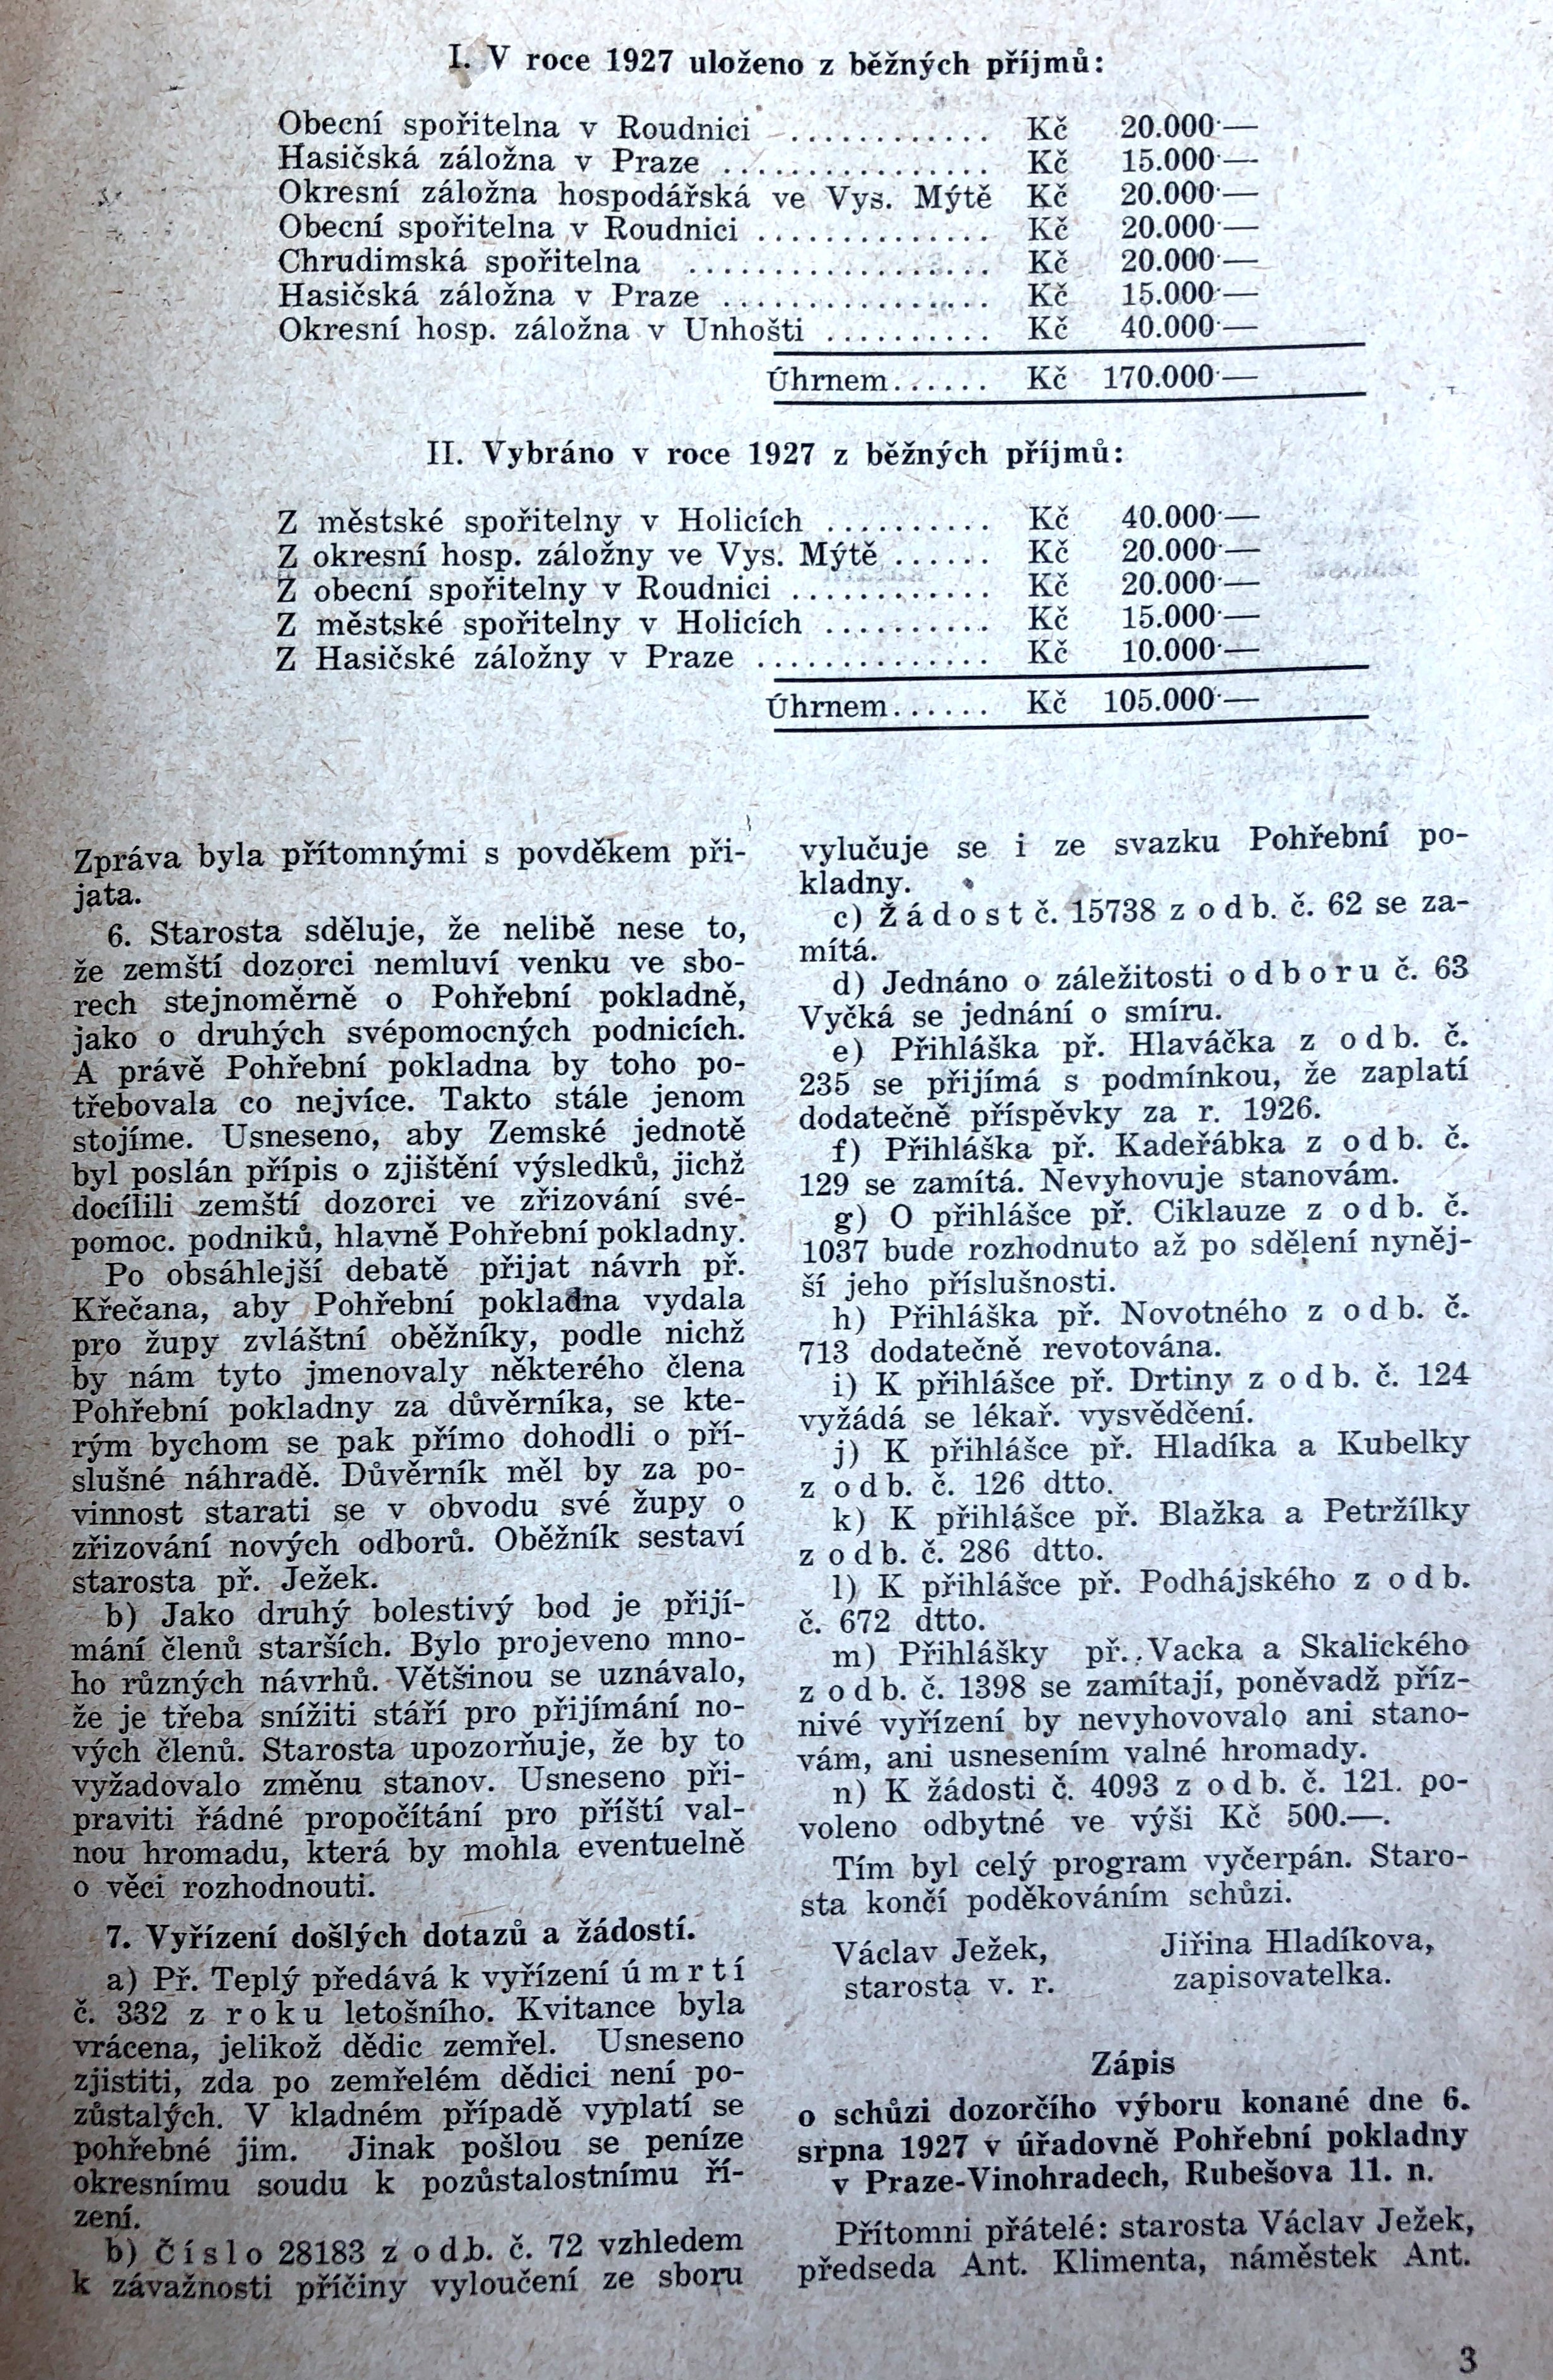 I. V roce 1927 uloženo z běžných příjmů:
Obecní spořitelna v Roudnici ............ Kč 20.000·—
Hasičská záložna v Praze ................ Kč 15.000·—
Okresní záložna hospodářská ve Vys. Mýtě Kč 20.000·—
Obecní spořitelna v Roudnici .............. Kč 20.000·—
Chrudimská spořitelna .................. Kč 20.000·—
Hasičská záložna v Praze ................ Kč 15.000·—
Okresní hosp. záložna v Unhošti .......... Kč 40.000·—
Úhrnem...... Kč 170.000·—
II. Vybráno v roce 1927 z běžných příjmů:
Z městské spořitelny v Holicích .......... Kč 40.000·—
Z okresní hosp. záložny ve Vys. Mýtě ...... Kč 20.000·—
Z obecní spořitelny v Roudnici ............ Kč 20.000·—
Z městské spořitelny v Holicích .......... Kč 15.000·—
Z Hasičské záložny v Praze .............. Kč 10.000·—
Úhrnem...... Kč 105.000·—
Zpráva byla přítomnými s povděkem při-
jata.
6. Starosta sděluje, že nelibě nese to,
že zemští dozorci nemluví venku ve sbo-
rech stejnoměrně o Pohřební pokladně,
jako o druhých svépomocných podnicích.
A právě Pohřební pokladna by toho po-
třebovala co nejvíce. Takto stále jenom
stojíme. Usneseno, aby Zemské jednotě
byl poslán přípis o zjištění výsledků, jichž
docílili zemští dozorci ve zřizování své-
pomoc. podniků, hlavně Pohřební pokladny.
Po obsáhlejší debatě přijat návrh př.
Křečana, aby Pohřební pokladna vydala
pro župy zvláštní oběžníky, podle nichž
by nám tyto jmenovaly některého člena
Pohřební pokladny za důvěrníka, se kte-
rým bychom se pak přímo dohodli o pří-
slušné náhradě. Důvěrník měl by za po-
vinnost starati se v obvodu své župy o
zřizování nových odborů. Oběžník sestaví
starosta př. Ježek.
b) Jako druhý bolestivý bod je přijí-
mání členů starších. Bylo projeveno mno-
ho různých návrhů. Většinou se uznávalo,
že je třeba snížiti stáří pro přijímání no-
vých členů. Starosta upozorňuje, že by to
vyžadovalo změnu stanov. Usneseno při-
praviti řádné propočítání pro příští val-
nou hromadu, která by mohla eventuelně
o věci rozhodnouti.
7. Vyřízení došlých dotazů a žádostí.
a) Př. Teplý předává k vyřízení úmrtí
č. 332 z roku letošního. Kvitance byla
vrácena, jelikož dědic zemřel. Usneseno
zjistiti, zda po zemřelém dědici není po-
zůstalých. V kladném případě vyplatí se
pohřebné jim. Jinak pošlou se peníze
okresnímu soudu k pozůstalostnímu ří-
zení.
b) Číslo 28183 z odb. č. 72 vzhledem
k závažnosti příčiny vyloučení ze sboru
vylučuje se i ze svazku Pohřební po-
kladny.
c) Žádost č. 15738 z odb. č. 62 se za-
mítá.
d) Jednáno o záležitosti odboru č. 63
Vyčká se jednání o smíru.
e) Přihláška př. Hlaváčka z odb. č.
235 se přijímá s podmínkou, že zaplatí
dodatečně příspěvky za r. 1926.
f) Přihláška př. Kadeřábka z odb. č.
129 se zamítá. Nevyhovuje stanovám.
g) O přihlášce př. Ciklauze z odb. č.
1037 bude rozhodnuto až po sdělení nyněj-
ší jeho příslušnosti.
h) Přihláška př. Novotného z odb. č.
713 dodatečně revotována.
i) K přihlášce př. Drtiny z odb. č. 124
vyžádá se lékař. vysvědčení.
j) K přihlášce př. Hladíka a Kubelky
z odb. č. 126 dtto.
k) K přihlášce př. Blažka a Petržílky
z odb. č. 286 dtto.
l) K přihlášce př. Podhájského z odb.
č. 672 dtto.
m) Přihlášky př. Vacka a Skalického
z odb. č. 1398 se zamítají, poněvadž příz-
nivé vyřízení by nevyhovovalo ani stano-
vám, ani usnesením valné hromady.
n) K žádosti č. 4093 z odb. č. 121. po-
voleno odbytné ve výši Kč 500.—.
Tím byl celý program vyčerpán. Staro-
sta končí poděkováním schůzi.
Václav Ježek, Jiřina Hladíkova,
starosta v. r. zapisovatelka.
Zápis
o schůzi dozorčího výboru konané dne 6.
srpna 1927 v úřadovně Pohřební pokladny
v Praze-Vinohradech, Rubešova 11. n.
Přítomni přátelé: starosta Václav Ježek,
předseda Ant. Klimenta, náměstek Ant.
3